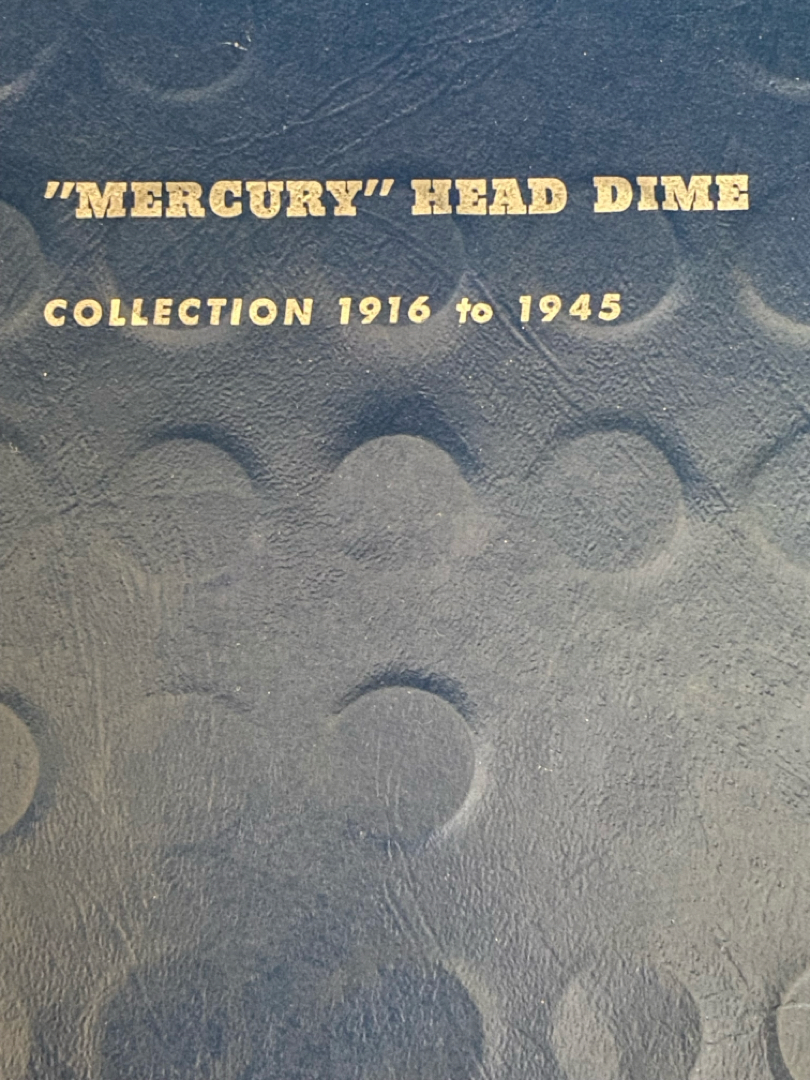 "MERCURY" HEAD DIME
COLLECTION 1916 to 1945